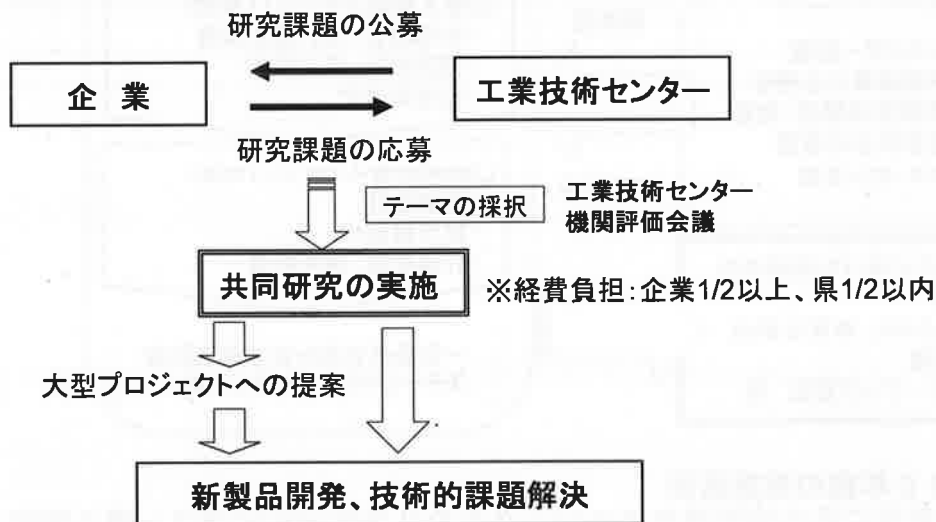 研究課題の公募
企 業
工業技術センター
研究課題の応募
テーマの採択
工業技術センター
機関評価会議
共同研究の実施
※経費負担:企業1/2以上、県1/2以内
大型プロジェクトへの提案
新製品開発、技術的課題解決